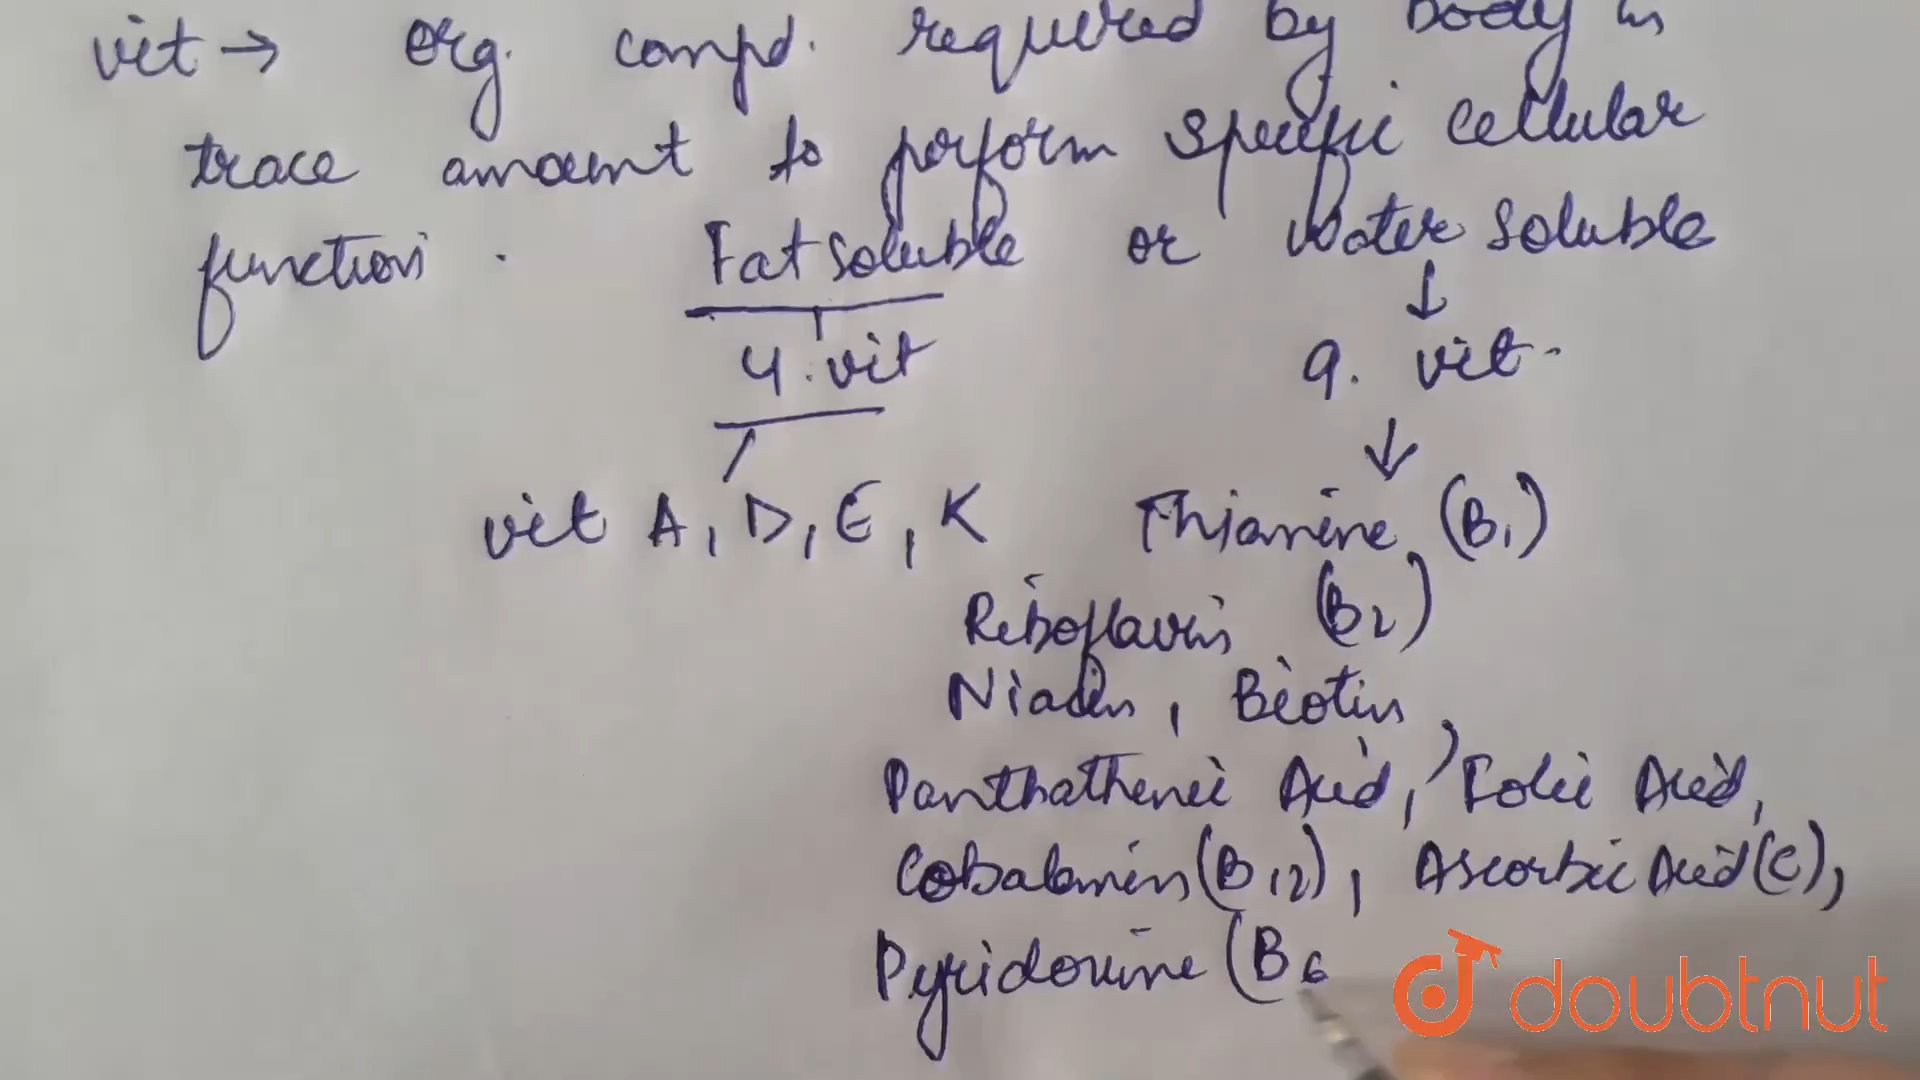 vit → org. compd. required by body in
trace amount to perform specific cellular
function. Fat soluble or water soluble
4. vit 9. vit.
vit A, D, E, K Thiamine (B1)
Riboflavin (B2)
Niacin, Biotin,
Panthathenic Acid, Folic Acid,
Cobalamin (B12), Ascorbic Acid (C),
Pyridoxine (B6
doubtnut